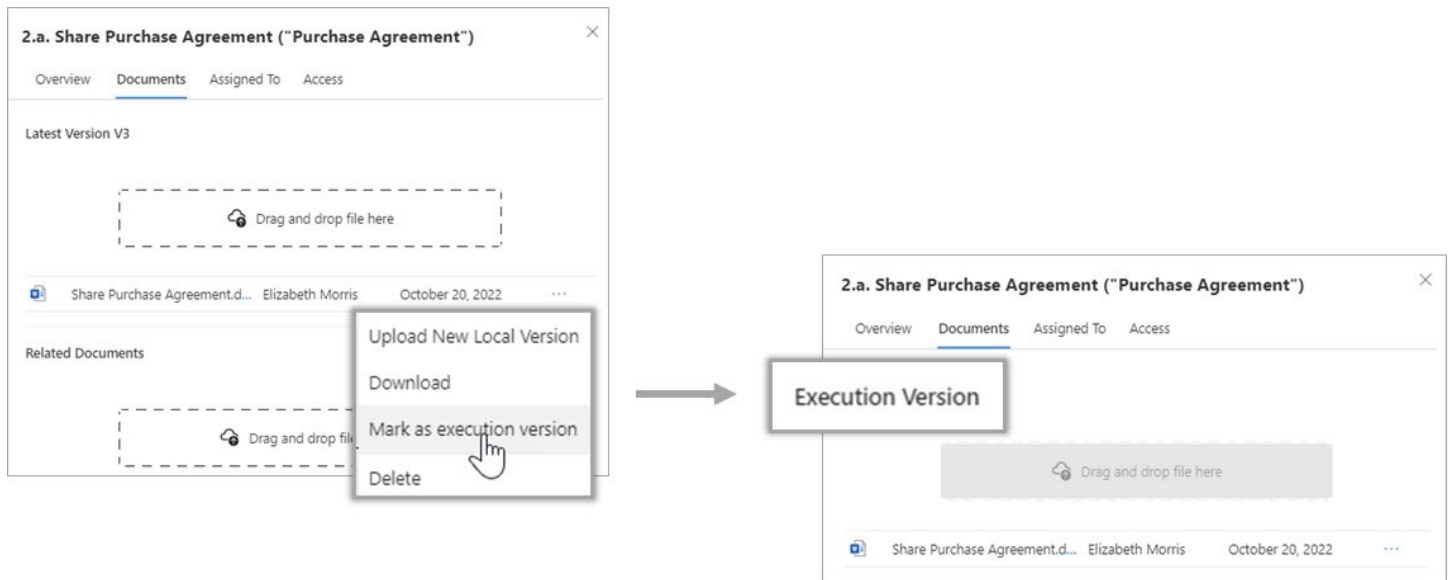 2.a. Share Purchase Agreement ("Purchase Agreement")
Overview Documents Assigned To Access
Latest Version V3
Drag and drop file here
Share Purchase Agreement.d... Elizabeth Morris October 20, 2022 ...
Related Documents
Drag and drop fil
Upload New Local Version
Download
Mark as execution version
Delete
2.a. Share Purchase Agreement ("Purchase Agreement")
Overview Documents Assigned To Access
Execution Version
Drag and drop file here
Share Purchase Agreement.d... Elizabeth Morris October 20, 2022 ...